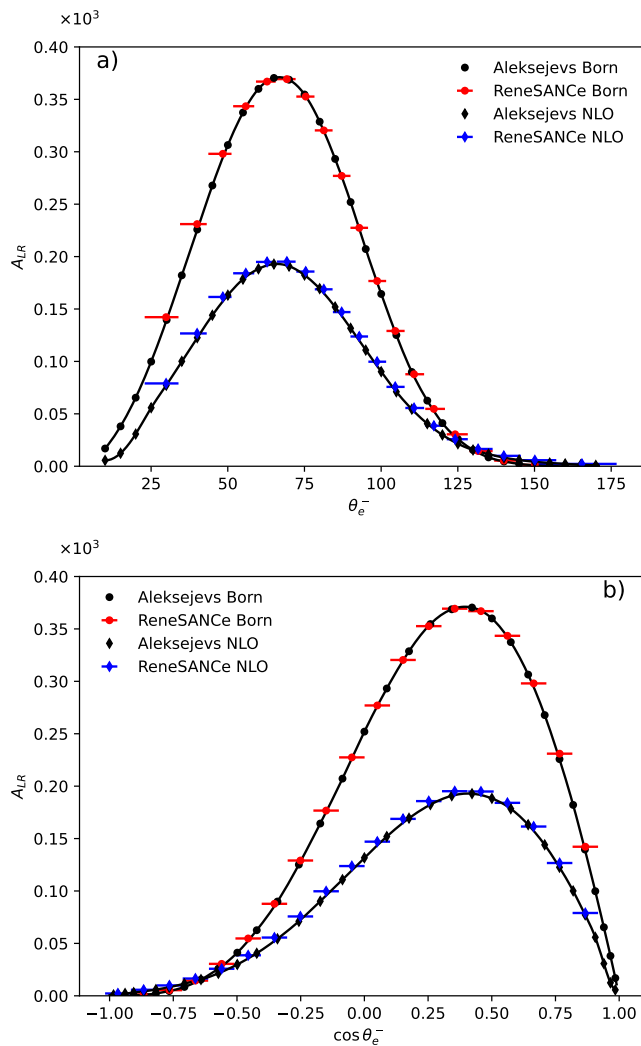 ×10³
a)
Aleksejevs Born
ReneSANCe Born
Aleksejevs NLO
ReneSANCe NLO
0.40
0.35
0.30
0.25
0.20
0.15
0.10
0.05
0.00
A_LR
25 50 75 100 125 150 175
θ_e^−
×10³
b)
Aleksejevs Born
ReneSANCe Born
Aleksejevs NLO
ReneSANCe NLO
0.40
0.35
0.30
0.25
0.20
0.15
0.10
0.05
0.00
A_LR
−1.00 −0.75 −0.50 −0.25 0.00 0.25 0.50 0.75 1.00
cos θ_e^−